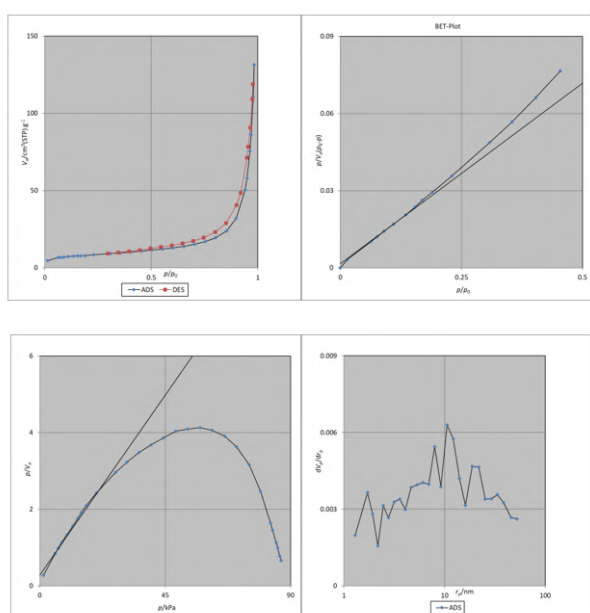 BET-Plot
150
100
50
0
Vₐ/cm³(STP) g⁻¹
0
0.5
1
p/p₀
ADS
DES
0.09
0.06
0.03
0
p/Vₐ(p₀-p)
0
0.25
0.5
p/p₀
6
4
2
0
p/Vₐ
0
45
90
p/kPa
0.009
0.006
0.003
0
dVₚ/drₚ
1
10
100
rₚ/nm
ADS